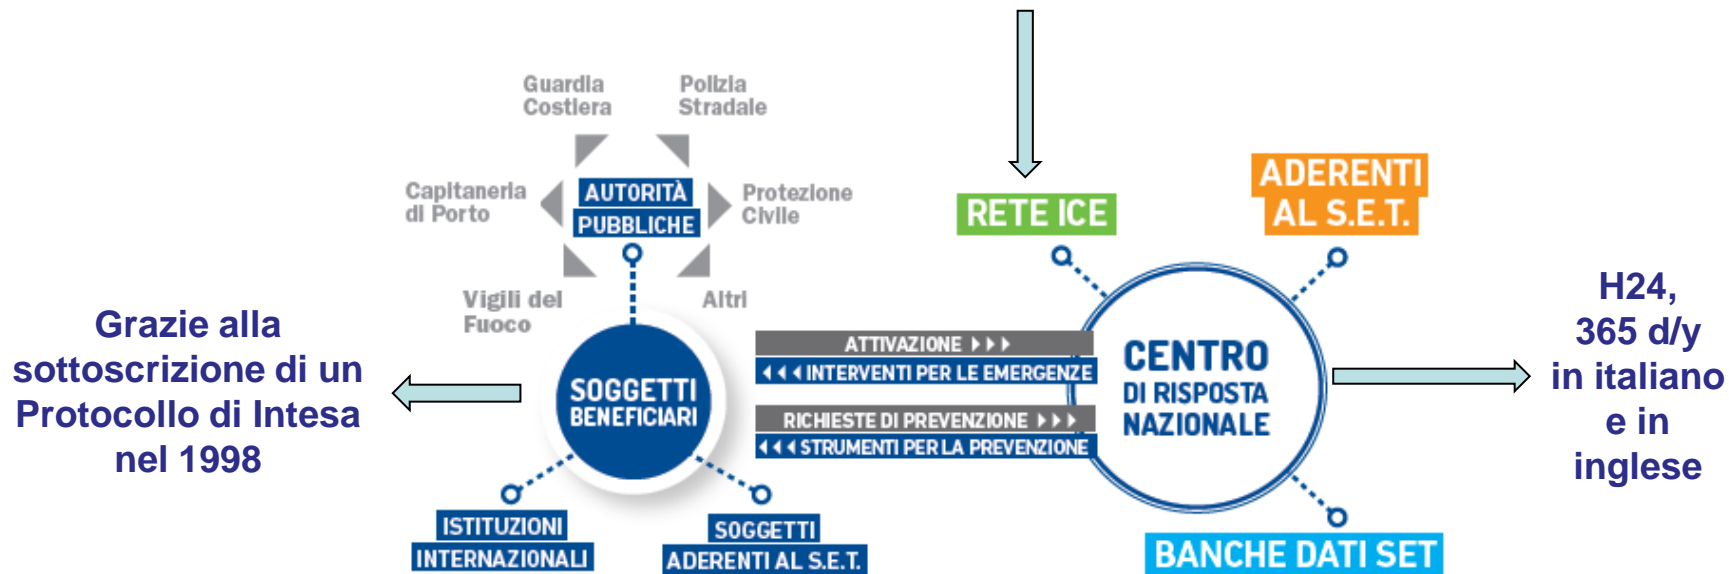 Guardia
Costiera
Polizia
Stradale
Capitaneria
di Porto
AUTORITÀ
PUBBLICHE
Protezione
Civile
Vigili del
Fuoco
Altri
RETE ICE
ADERENTI
AL S.E.T.
Grazie alla
sottoscrizione di un
Protocollo di Intesa
nel 1998
SOGGETTI
BENEFICIARI
ATTIVAZIONE
INTERVENTI PER LE EMERGENZE
RICHIESTE DI PREVENZIONE
STRUMENTI PER LA PREVENZIONE
CENTRO
DI RISPOSTA
NAZIONALE
H24,
365 d/y
in italiano
e in
inglese
ISTITUZIONI
INTERNAZIONALI
SOGGETTI
ADERENTI AL S.E.T.
BANCHE DATI SET